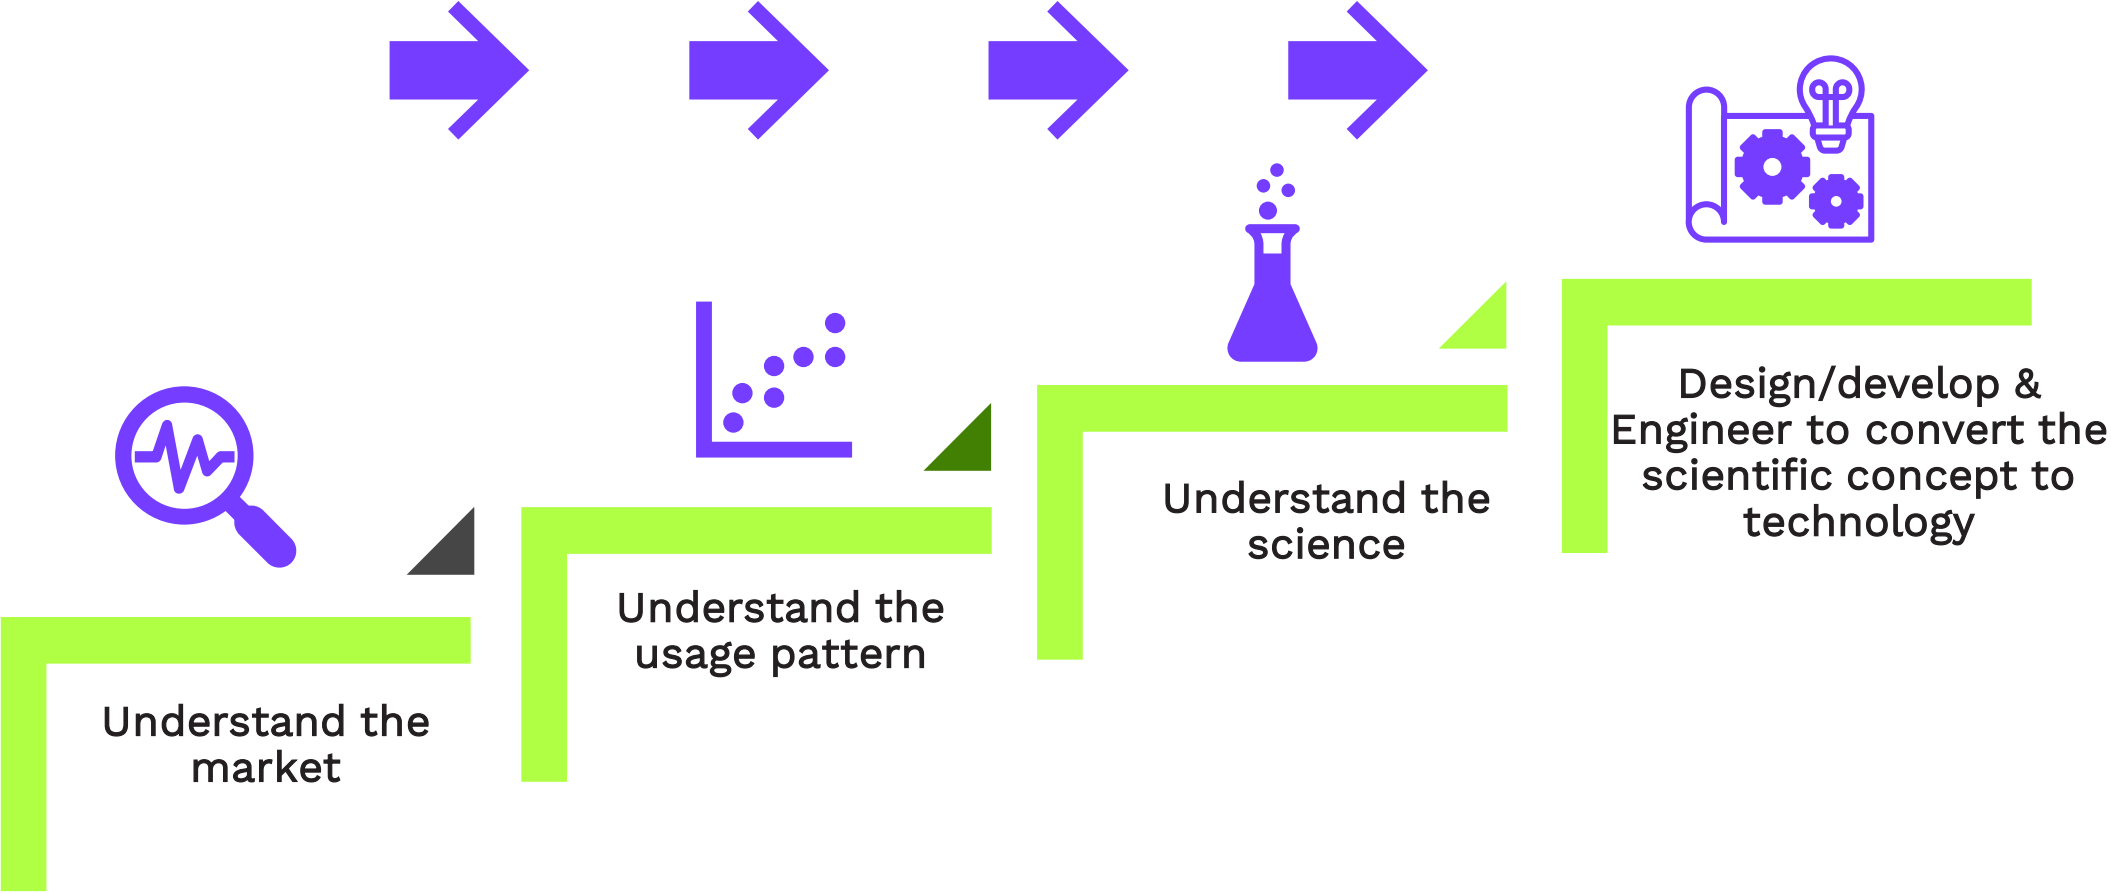 Understand the
market
Understand the
usage pattern
Understand the
science
Design/develop &
Engineer to convert the
scientific concept to
technology